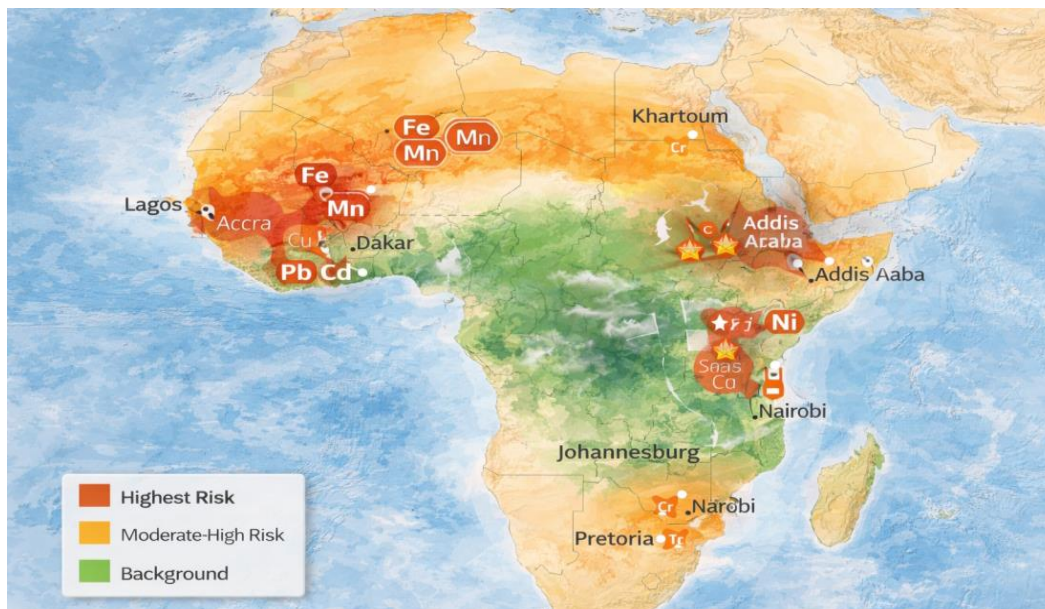 Khartoum
Fe
Mn
Mn
Cr
Fe
Mn
Lagos
Accra
Cu
Dakar
Pb Cd
C
Addis
Araba
Addis Aaba
Ni
Nairobi
Johannesburg
Cr
Narobi
Pretoria
Highest Risk
Moderate-High Risk
Background